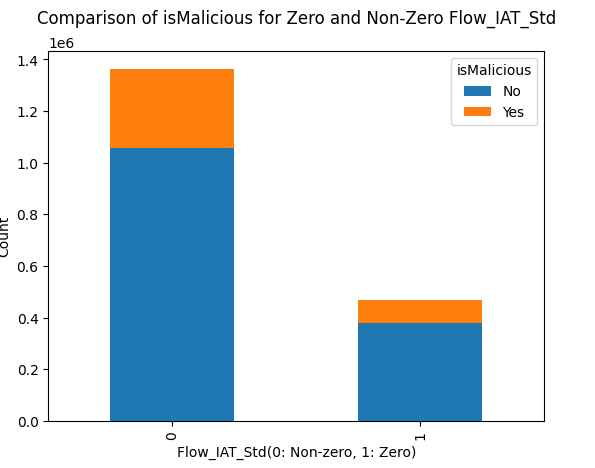 Comparison of isMalicious for Zero and Non-Zero Flow_IAT_Std
1e6
1.4
1.2
1.0
0.8
0.6
0.4
0.2
0.0
Count
isMalicious
No
Yes
0
1
Flow_IAT_Std(0: Non-zero, 1: Zero)